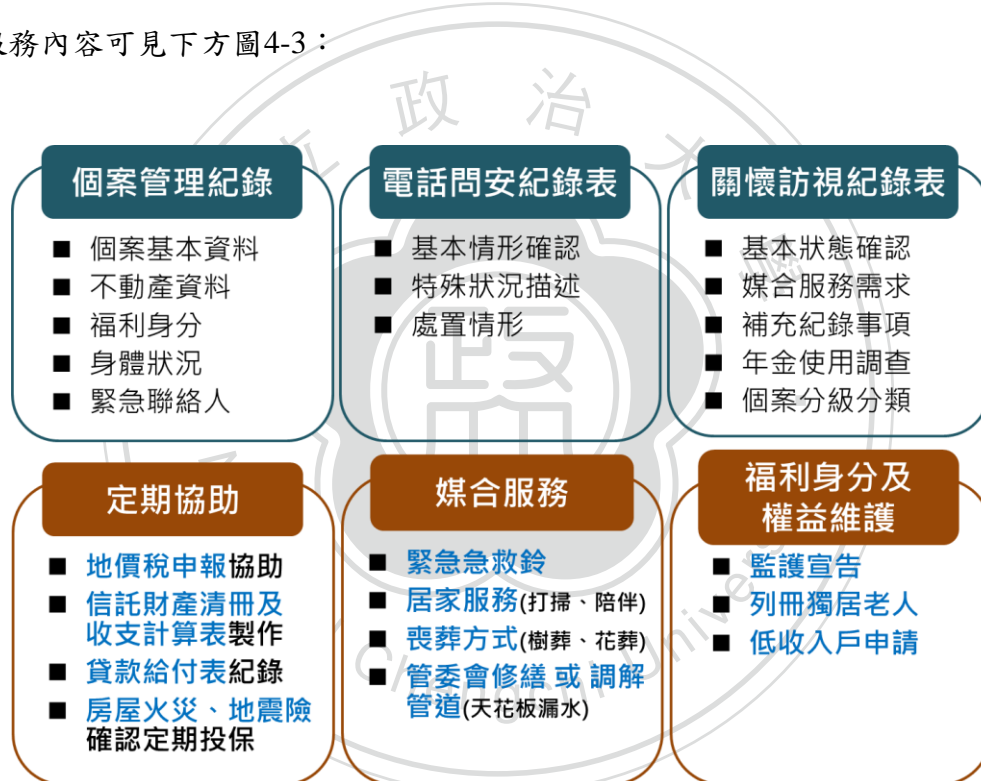 服務內容可見下方圖4-3：
立 政 治 大 學
個案管理紀錄
■ 個案基本資料
■ 不動產資料
■ 福利身分
■ 身體狀況
■ 緊急聯絡人
電話問安紀錄表
■ 基本情形確認
■ 特殊狀況描述
■ 處置情形
關懷訪視紀錄表
■ 基本狀態確認
■ 媒合服務需求
■ 補充紀錄事項
■ 年金使用調查
■ 個案分級分類
定期協助
■ 地價稅申報協助
■ 信託財產清冊及
收支計算表製作
■ 貸款給付表紀錄
■ 房屋火災、地震險
確認定期投保
媒合服務
■ 緊急急救鈴
■ 居家服務(打掃、陪伴)
■ 喪葬方式(樹葬、花葬)
■ 管委會修繕 或 調解
管道(天花板漏水)
福利身分及
權益維護
■ 監護宣告
■ 列冊獨居老人
■ 低收入戶申請
Chengchi Univers